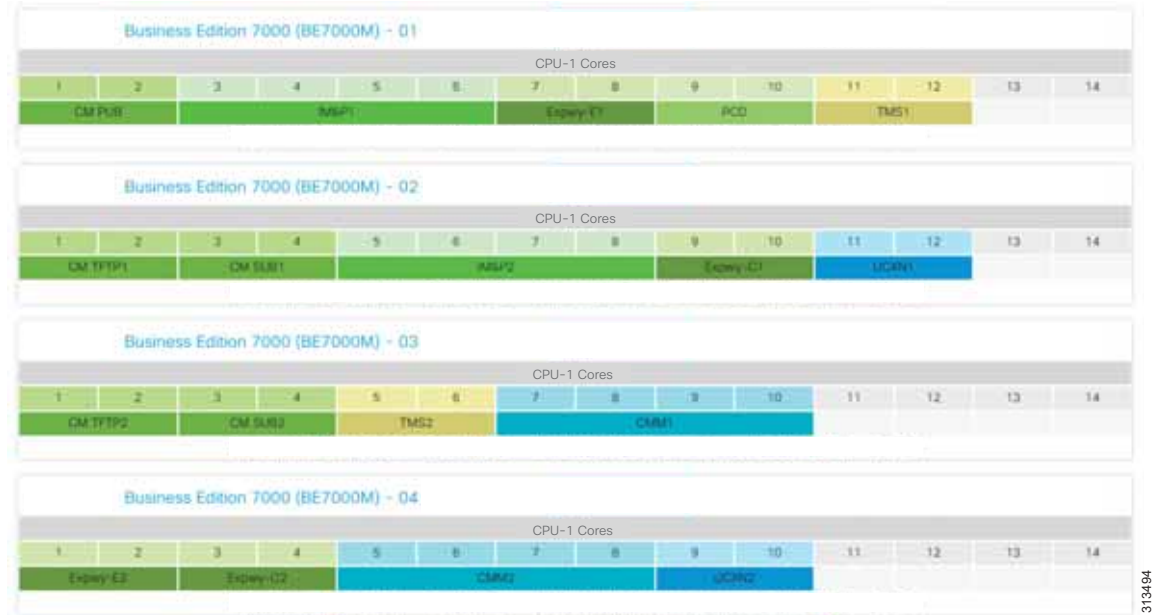 Business Edition 7000 (BE7000M) - 01
CPU-1 Cores
1 2 3 4 5 6 7 8 9 10 11 12 13 14
CM PUB IM&P1 Expwy-E1 PCD TMS1
Business Edition 7000 (BE7000M) - 02
CPU-1 Cores
1 2 3 4 5 6 7 8 9 10 11 12 13 14
CM TFTP1 CM SUB1 IM&P2 Expwy-C1 UCXN1
Business Edition 7000 (BE7000M) - 03
CPU-1 Cores
1 2 3 4 5 6 7 8 9 10 11 12 13 14
CM TFTP2 CM SUB2 TMS2 CMM1
Business Edition 7000 (BE7000M) - 04
CPU-1 Cores
1 2 3 4 5 6 7 8 9 10 11 12 13 14
Expwy-E2 Expwy-C2 CMM2 UCXN2
313494